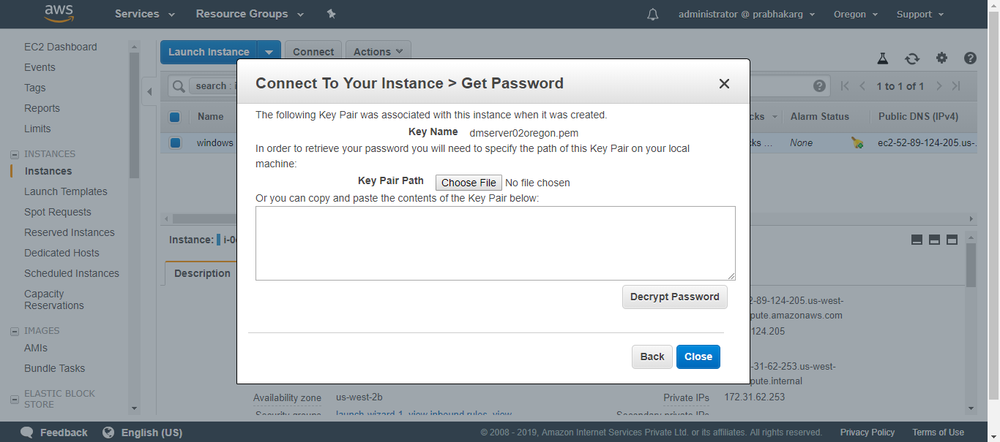 aws
Services
Resource Groups
administrator @ prabhakarg
Oregon
Support
EC2 Dashboard
Events
Tags
Reports
Limits
INSTANCES
Instances
Launch Templates
Spot Requests
Reserved Instances
Dedicated Hosts
Scheduled Instances
Capacity
Reservations
IMAGES
AMIs
Bundle Tasks
ELASTIC BLOCK
STORE
Launch Instance
Connect
Actions
search : i
1 to 1 of 1
Name
cks
Alarm Status
Public DNS (IPv4)
windows
cks ...
None
ec2-52-89-124-205.us-.
Connect To Your Instance > Get Password
The following Key Pair was associated with this instance when it was created.
Key Name dmserver02oregon.pem
In order to retrieve your password you will need to specify the path of this Key Pair on your local
machine:
Key Pair Path Choose File No file chosen
Or you can copy and paste the contents of the Key Pair below:
Decrypt Password
Back
Close
Instance: i-0
Description
2-89-124-205.us-west-
pute.amazonaws.com
124.205
-31-62-253.us-west-
pute.internal
Availability zone us-west-2b
Private IPs 172.31.62.253
Security groups launch-wizard-1. view inbound rules. view
Secondary private IPs
Feedback
English (US)
© 2008 - 2019, Amazon Internet Services Private Ltd. or its affiliates. All rights reserved.
Privacy Policy
Terms of Use